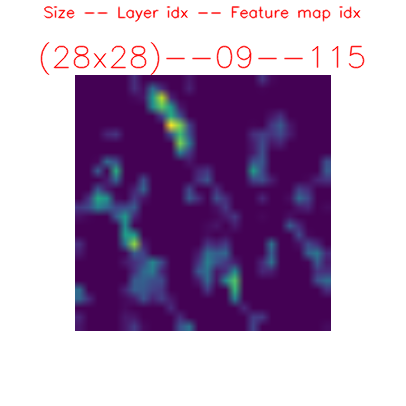 Size -- Layer idx -- Feature map idx
(28x28)--09--115